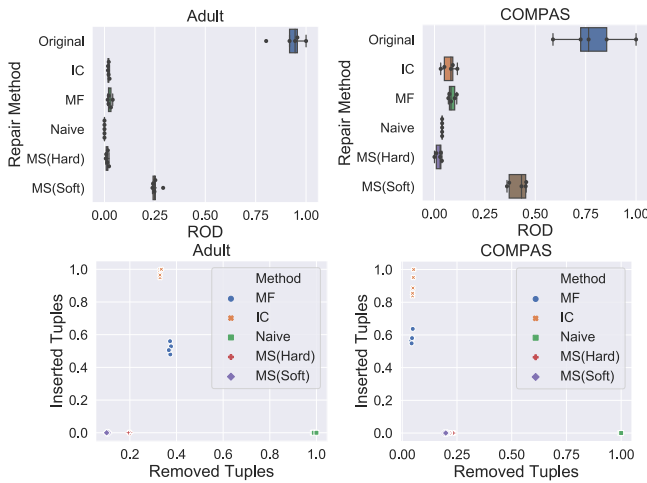 Adult
COMPAS
Repair Method
Original
IC
MF
Naive
MS(Hard)
MS(Soft)
0.00 0.25 0.50 0.75 1.00
ROD
Repair Method
Original
IC
MF
Naive
MS(Hard)
MS(Soft)
0.00 0.25 0.50 0.75 1.00
ROD
Adult
Inserted Tuples
1.0
0.8
0.6
0.4
0.2
0.0
Method
MF
IC
Naive
MS(Hard)
MS(Soft)
0.2 0.4 0.6 0.8 1.0
Removed Tuples
COMPAS
Inserted Tuples
1.0
0.8
0.6
0.4
0.2
0.0
Method
MF
IC
Naive
MS(Hard)
MS(Soft)
0.00 0.25 0.50 0.75 1.00
Removed Tuples